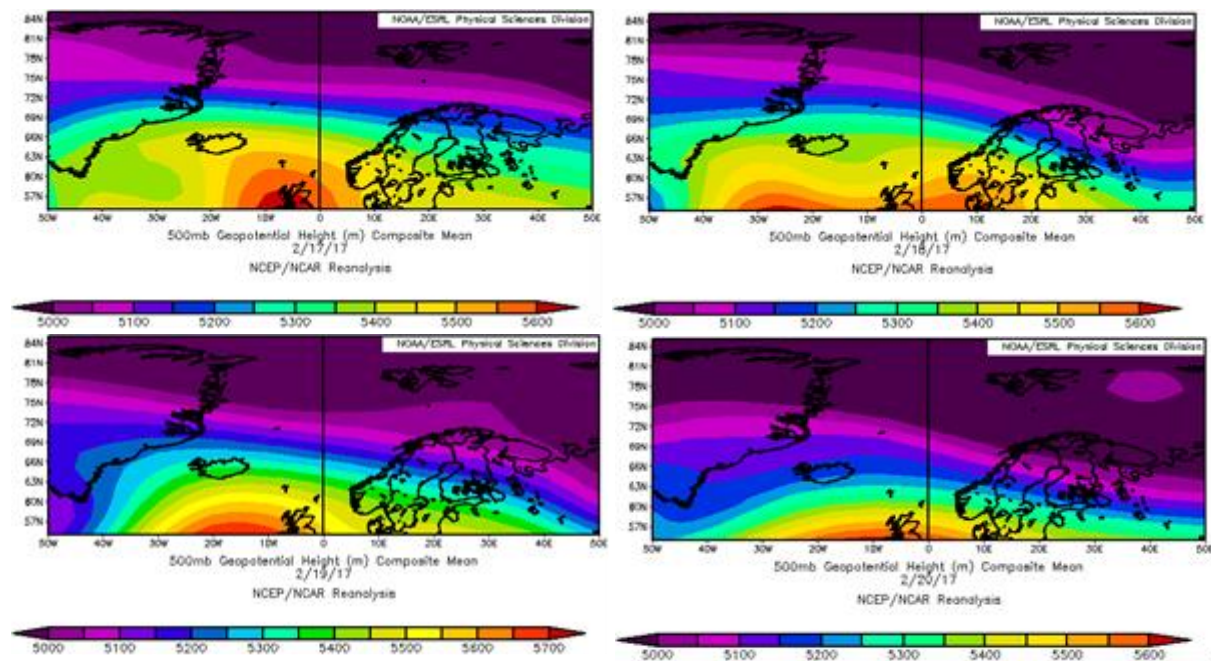 NOAA/ESRL Physical Sciences Division
84N
81N
78N
75N
72N
69N
66N
63N
60N
57N
50W 40W 30W 20W 10W 0 10E 20E 30E 40E 50E
500mb Geopotential Height (m) Composite Mean
2/17/17
NCEP/NCAR Reanalysis
5000 5100 5200 5300 5400 5500 5600
NOAA/ESRL Physical Sciences Division
84N
81N
78N
75N
72N
69N
66N
63N
60N
57N
50W 40W 30W 20W 10W 0 10E 20E 30E 40E 50E
500mb Geopotential Height (m) Composite Mean
2/18/17
NCEP/NCAR Reanalysis
5000 5100 5200 5300 5400 5500 5600
NOAA/ESRL Physical Sciences Division
84N
81N
78N
75N
72N
69N
66N
63N
60N
57N
50W 40W 30W 20W 10W 0 10E 20E 30E 40E 50E
500mb Geopotential Height (m) Composite Mean
2/19/17
NCEP/NCAR Reanalysis
5000 5100 5200 5300 5400 5500 5600 5700
NOAA/ESRL Physical Sciences Division
84N
81N
78N
75N
72N
69N
66N
63N
60N
57N
50W 40W 30W 20W 10W 0 10E 20E 30E 40E 50E
500mb Geopotential Height (m) Composite Mean
2/20/17
NCEP/NCAR Reanalysis
5000 5100 5200 5300 5400 5500 5600